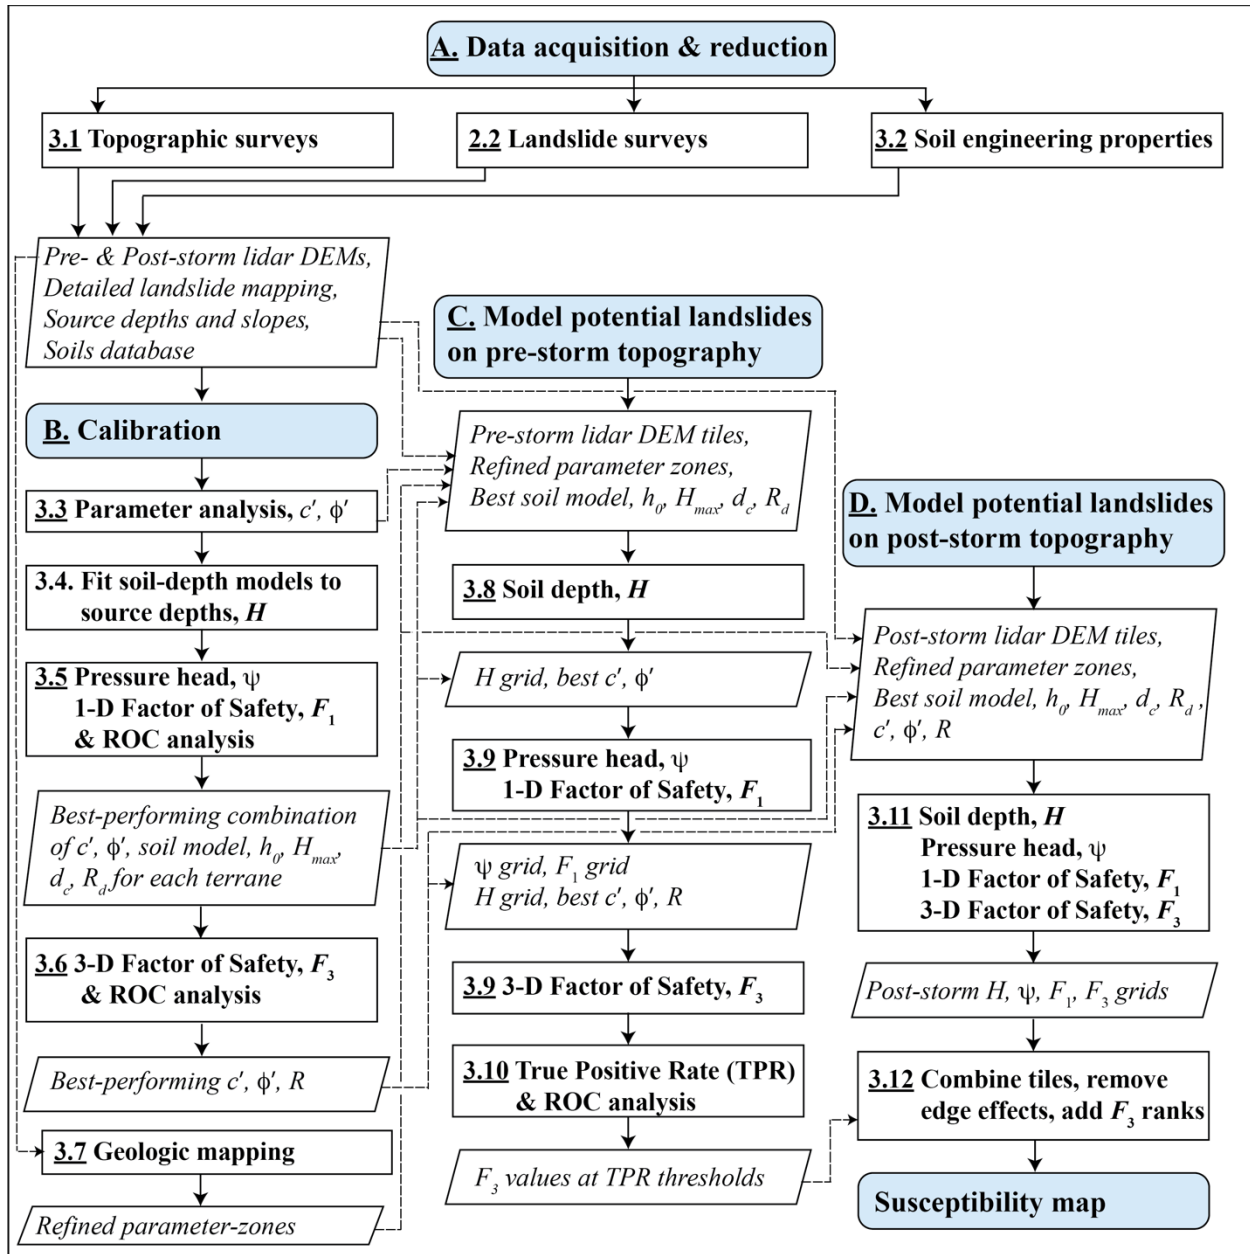 A. Data acquisition & reduction
3.1 Topographic surveys
2.2 Landslide surveys
3.2 Soil engineering properties
Pre- & Post-storm lidar DEMs,
Detailed landslide mapping,
Source depths and slopes,
Soils database
B. Calibration
3.3 Parameter analysis, c′, ϕ′
3.4. Fit soil-depth models to
source depths, H
3.5 Pressure head, ψ
1-D Factor of Safety, F₁
& ROC analysis
Best-performing combination
of c′, ϕ′, soil model, h₀, Hmax,
dc, Rd for each terrane
3.6 3-D Factor of Safety, F₃
& ROC analysis
Best-performing c′, ϕ′, R
3.7 Geologic mapping
Refined parameter-zones
C. Model potential landslides
on pre-storm topography
Pre-storm lidar DEM tiles,
Refined parameter zones,
Best soil model, h₀, Hmax, dc, Rd
3.8 Soil depth, H
H grid, best c′, ϕ′
3.9 Pressure head, ψ
1-D Factor of Safety, F₁
ψ grid, F₁ grid
H grid, best c′, ϕ′, R
3.9 3-D Factor of Safety, F₃
3.10 True Positive Rate (TPR)
& ROC analysis
F₃ values at TPR thresholds
D. Model potential landslides
on post-storm topography
Post-storm lidar DEM tiles,
Refined parameter zones,
Best soil model, h₀, Hmax, dc, Rd,
c′, ϕ′, R
3.11 Soil depth, H
Pressure head, ψ
1-D Factor of Safety, F₁
3-D Factor of Safety, F₃
Post-storm H, ψ, F₁, F₃ grids
3.12 Combine tiles, remove
edge effects, add F₃ ranks
Susceptibility map